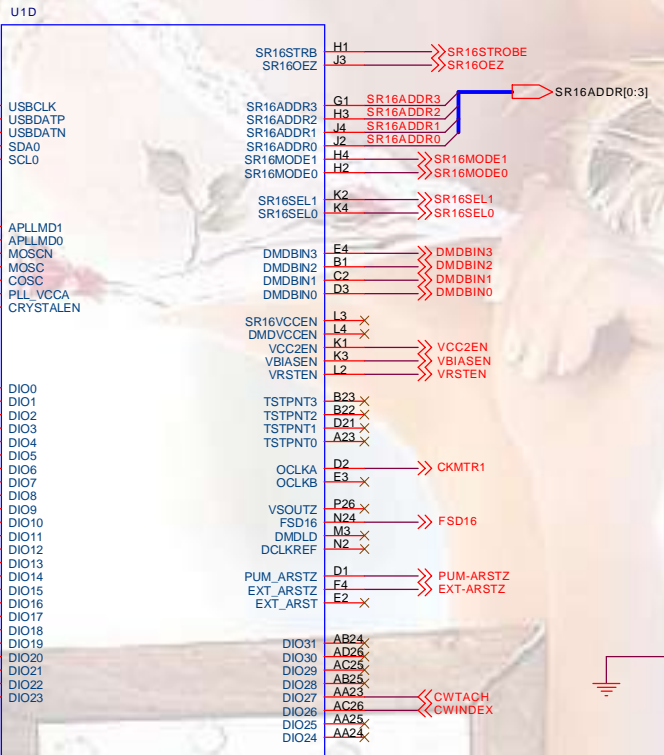 U1D
SR16STRB H1 SR16STROBE
SR16OEZ J3 SR16OEZ
USBCLK
USBDATP
USBDATN
SDA0
SCL0
SR16ADDR3 G1 SR16ADDR3 SR16ADDR[0:3]
SR16ADDR2 H3 SR16ADDR2
SR16ADDR1 J4 SR16ADDR1
SR16ADDR0 J2 SR16ADDR0
SR16MODE1 H4 SR16MODE1
SR16MODE0 H2 SR16MODE0
SR16SEL1 K2 SR16SEL1
SR16SEL0 K4 SR16SEL0
APLLMD1
APLLMD0
MOSCN
MOSC
COSC
PLL_VCCA
CRYSTALEN
DMDBIN3 E4 DMDBIN3
DMDBIN2 B1 DMDBIN2
DMDBIN1 C2 DMDBIN1
DMDBIN0 D3 DMDBIN0
SR16VCCEN L3
DMDVCCEN L4
VCC2EN K1 VCC2EN
VBIASEN K3 VBIASEN
VRSTEN L2 VRSTEN
DIO0
DIO1
DIO2
DIO3
DIO4
DIO5
DIO6
DIO7
DIO8
DIO9
DIO10
DIO11
DIO12
DIO13
DIO14
DIO15
DIO16
DIO17
DIO18
DIO19
DIO20
DIO21
DIO22
DIO23
TSTPNT3 B23
TSTPNT2 B22
TSTPNT1 D21
TSTPNT0 A23
OCLKA D2 CKMTR1
OCLKB E3
VSOUTZ P26
FSD16 N24 FSD16
DMDLD M3
DCLKREF N2
PUM_ARSTZ D1 PUM-ARSTZ
EXT_ARSTZ F4 EXT-ARSTZ
EXT_ARST E2
DIO31 AB24
DIO30 AD26
DIO29 AC25
DIO28 AB25
DIO27 AA23 CWTACH
DIO26 AC26 CWINDEX
DIO25 AA25
DIO24 AA24